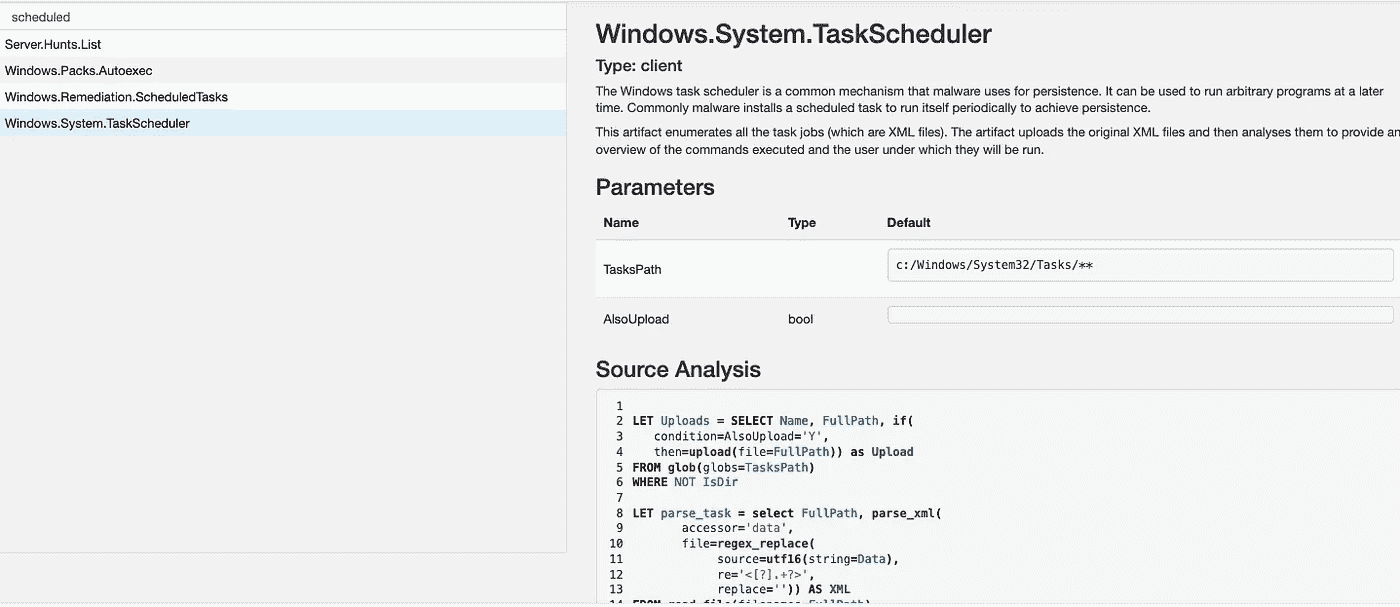 scheduled
Server.Hunts.List
Windows.Packs.Autoexec
Windows.Remediation.ScheduledTasks
Windows.System.TaskScheduler
Windows.System.TaskScheduler
Type: client
The Windows task scheduler is a common mechanism that malware uses for persistence. It can be used to run arbitrary programs at a later
time. Commonly malware installs a scheduled task to run itself periodically to achieve persistence.
This artifact enumerates all the task jobs (which are XML files). The artifact uploads the original XML files and then analyses them to provide an
overview of the commands executed and the user under which they will be run.
Parameters
Name Type Default
TasksPath c:/Windows/System32/Tasks/**
AlsoUpload bool
Source Analysis
1
2 LET Uploads = SELECT Name, FullPath, if(
3 condition=AlsoUpload='Y',
4 then=upload(file=FullPath)) as Upload
5 FROM glob(globs=TasksPath)
6 WHERE NOT IsDir
7
8 LET parse_task = select FullPath, parse_xml(
9 accessor='data',
10 file=regex_replace(
11 source=utf16(string=Data),
12 re='<[?].+?>',
13 replace='')) AS XML
14 FROM read_file(filenames=FullPath)